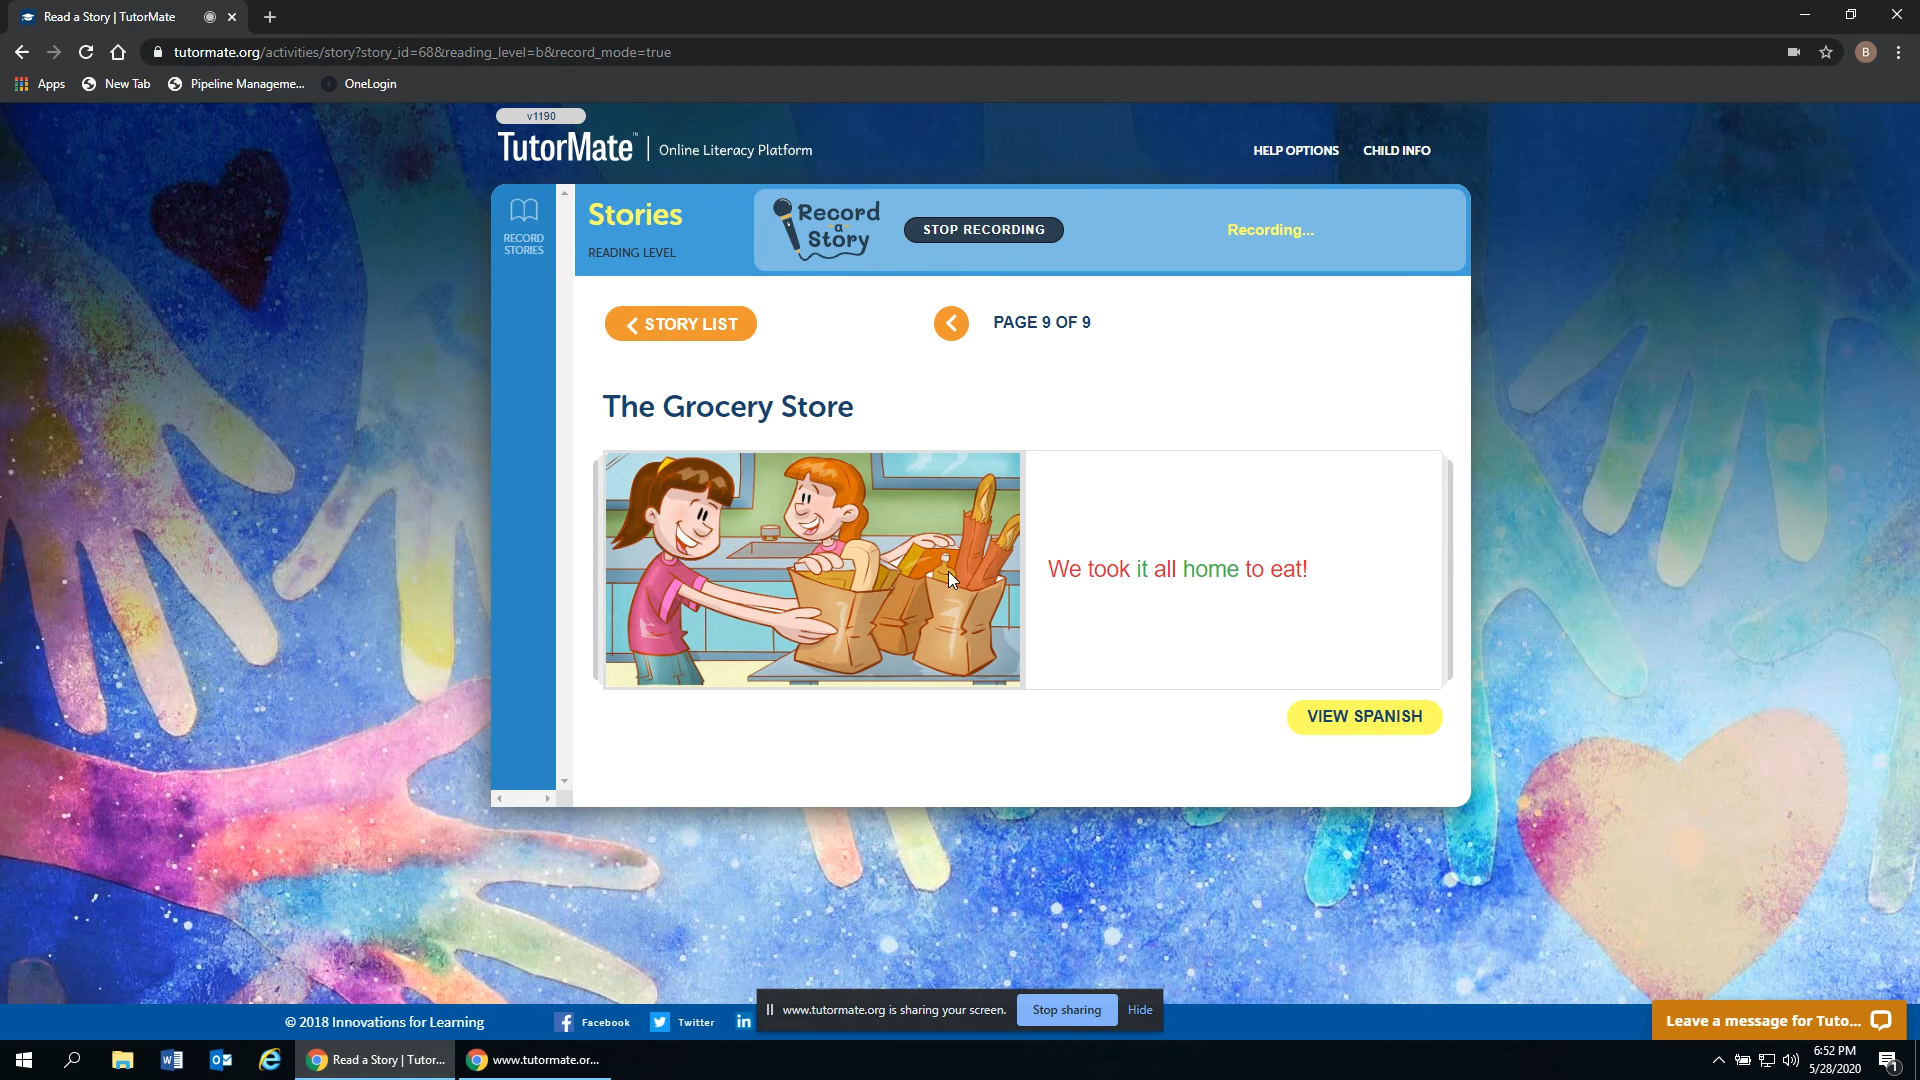 Read a Story | TutorMate
tutormate.org/activities/story?story_id=68&reading_level=b&record_mode=true
B
Apps
New Tab
Pipeline Manageme...
OneLogin
v1190
TutorMate™ | Online Literacy Platform
HELP OPTIONS
CHILD INFO
RECORD STORIES
Stories
READING LEVEL
Record a Story
STOP RECORDING
Recording...
STORY LIST
PAGE 9 OF 9
The Grocery Store
We took it all home to eat!
VIEW SPANISH
© 2018 Innovations for Learning
Facebook
Twitter
in
www.tutormate.org is sharing your screen.
Stop sharing
Hide
Leave a message for Tuto...
Read a Story | Tutor...
www.tutormate.or...
6:52 PM
5/28/2020
1